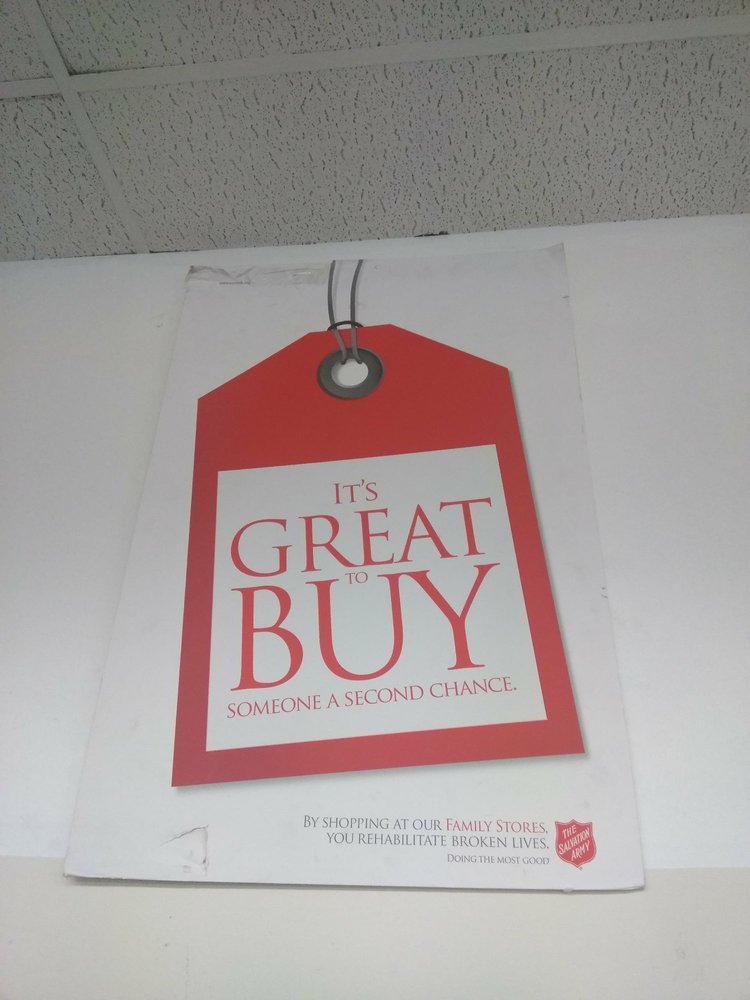 IT'S
GREAT
TO
BUY
SOMEONE A SECOND CHANCE.
BY SHOPPING AT OUR FAMILY STORES,
YOU REHABILITATE BROKEN LIVES.
DOING THE MOST GOOD
THE
SALVATION
ARMY